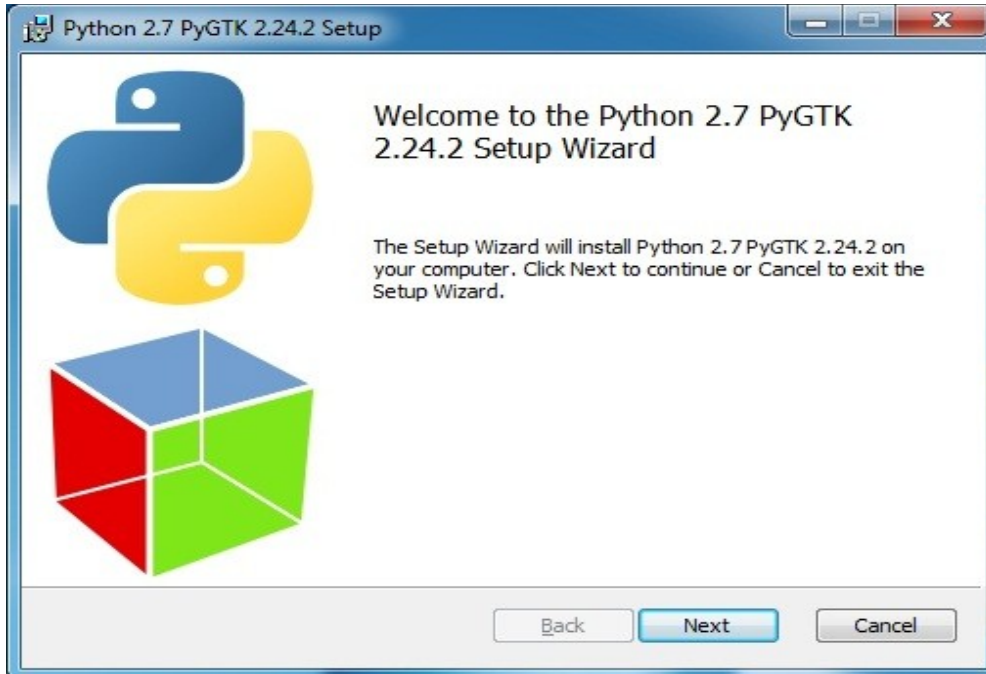 Python 2.7 PyGTK 2.24.2 Setup
Welcome to the Python 2.7 PyGTK
2.24.2 Setup Wizard
The Setup Wizard will install Python 2.7 PyGTK 2.24.2 on
your computer. Click Next to continue or Cancel to exit the
Setup Wizard.
Back
Next
Cancel